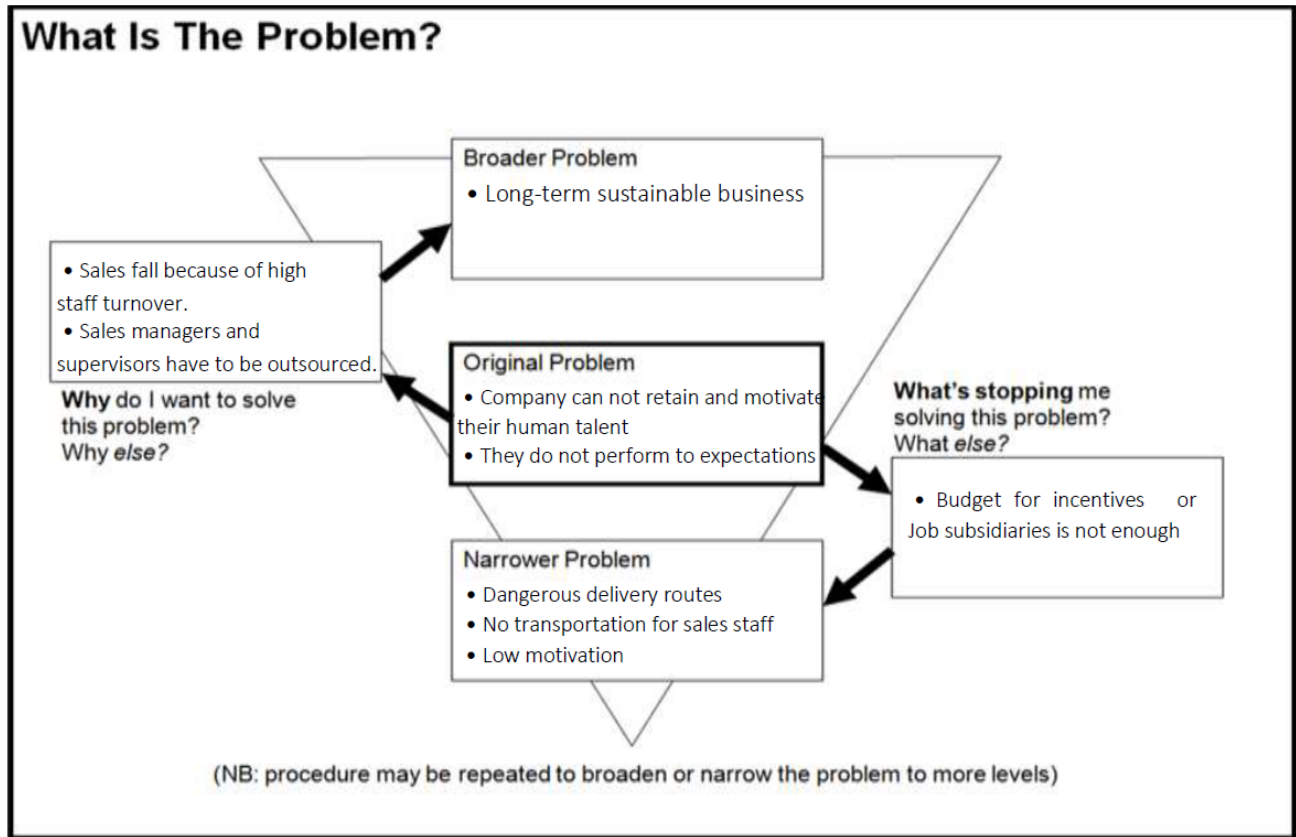 What Is The Problem?
Broader Problem
• Long-term sustainable business
• Sales fall because of high
staff turnover.
• Sales managers and
supervisors have to be outsourced.
Why do I want to solve
this problem?
Why else?
Original Problem
• Company can not retain and motivate
their human talent
• They do not perform to expectations
What's stopping me
solving this problem?
What else?
• Budget for incentives or
Job subsidiaries is not enough
Narrower Problem
• Dangerous delivery routes
• No transportation for sales staff
• Low motivation
(NB: procedure may be repeated to broaden or narrow the problem to more levels)